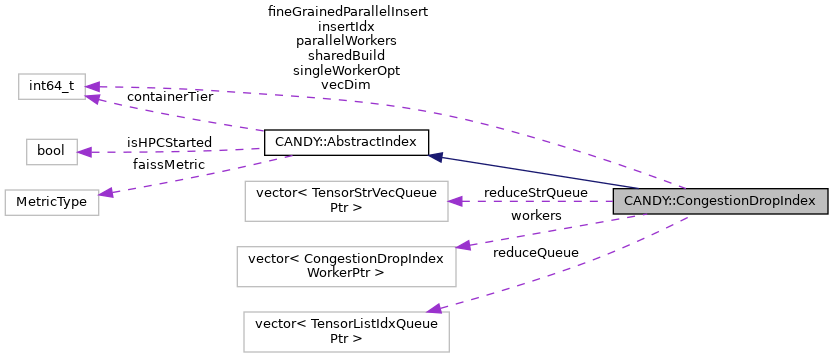 fineGrainedParallelInsert
insertIdx
parallelWorkers
sharedBuild
singleWorkerOpt
vecDim
int64_t
containerTier
bool
isHPCStarted
CANDY::AbstractIndex
faissMetric
MetricType
vector< TensorStrVecQueue
Ptr >
reduceStrQueue
CANDY::CongestionDropIndex
workers
vector< CongestionDropIndex
WorkerPtr >
reduceQueue
vector< TensorListIdxQueue
Ptr >